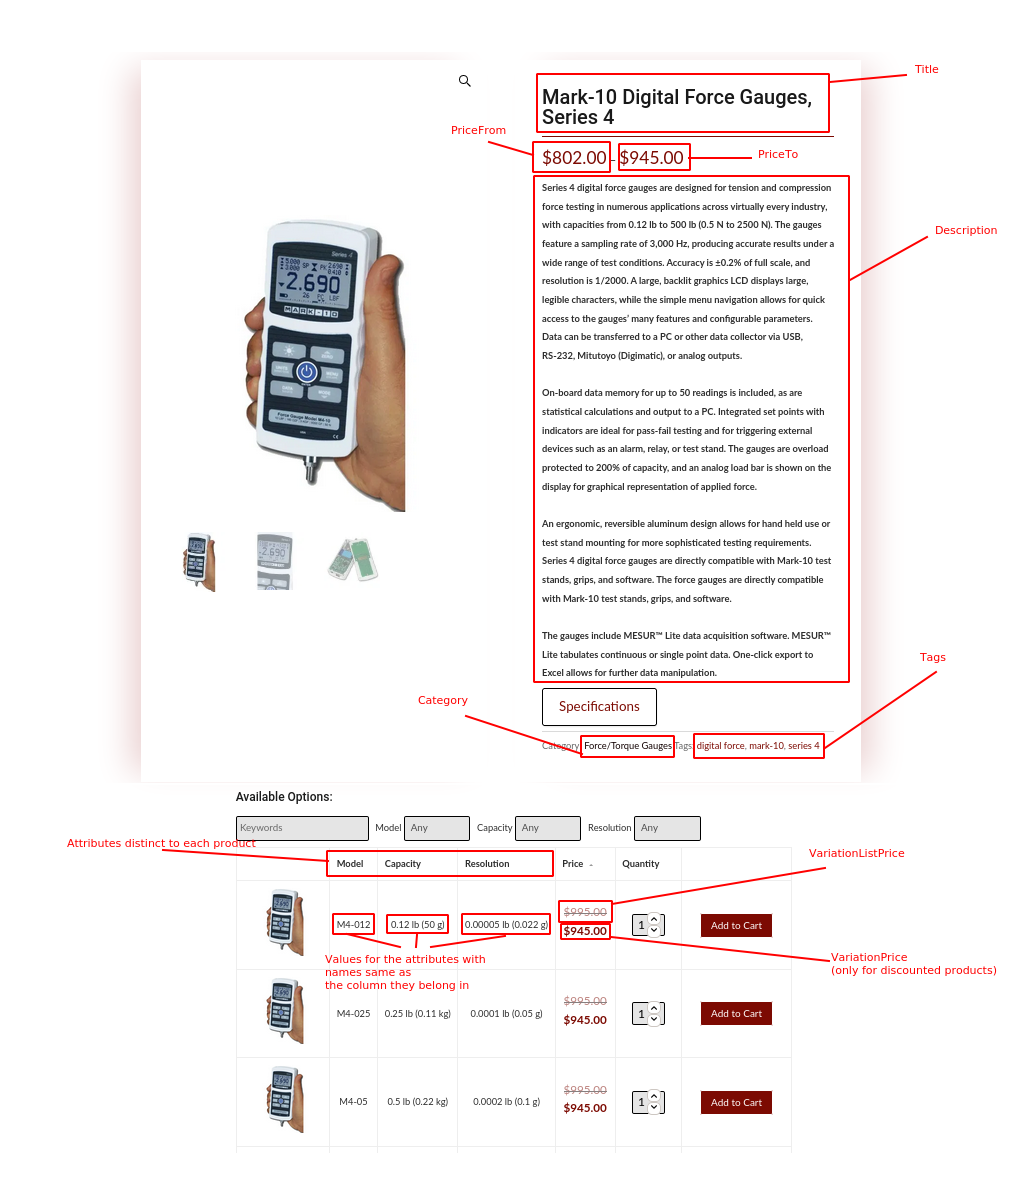 Title
Mark-10 Digital Force Gauges,
Series 4
PriceFrom
$802.00 - $945.00
PriceTo
Series 4 digital force gauges are designed for tension and compression
force testing in numerous applications across virtually every industry,
with capacities from 0.12 lb to 500 lb (0.5 N to 2500 N). The gauges
feature a sampling rate of 3,000 Hz, producing accurate results under a
wide range of test conditions. Accuracy is ±0.2% of full scale, and
resolution is 1/2000. A large, backlit graphics LCD displays large,
legible characters, while the simple menu navigation allows for quick
access to the gauges' many features and configurable parameters.
Data can be transferred to a PC or other data collector via USB,
RS-232, Mitutoyo (Digimatic), or analog outputs.
Description
On-board data memory for up to 50 readings is included, as are
statistical calculations and output to a PC. Integrated set points with
indicators are ideal for pass-fail testing and for triggering external
devices such as an alarm, relay, or test stand. The gauges are overload
protected to 200% of capacity, and an analog load bar is shown on the
display for graphical representation of applied force.
An ergonomic, reversible aluminum design allows for hand held use or
test stand mounting for more sophisticated testing requirements.
Series 4 digital force gauges are directly compatible with Mark-10 test
stands, grips, and software. The force gauges are directly compatible
with Mark-10 test stands, grips, and software.
The gauges include MESUR™ Lite data acquisition software. MESUR™
Lite tabulates continuous or single point data. One-click export to
Excel allows for further data manipulation.
Series 4
2.690
MARK-10
Force Gauge Model M4-10
Tags
Category
Specifications
Category: Force/Torque Gauges Tags: digital force, mark-10, series 4
Available Options:
Keywords Model Any Capacity Any Resolution Any
Attributes distinct to each product
Model Capacity Resolution Price Quantity
VariationListPrice
M4-012 0.12 lb (50 g) 0.00005 lb (0.022 g) $995.00 $945.00 1 Add to Cart
Values for the attributes with
names same as
the column they belong in
VariationPrice
(only for discounted products)
M4-025 0.25 lb (0.11 kg) 0.0001 lb (0.05 g) $995.00 $945.00 1 Add to Cart
M4-05 0.5 lb (0.22 kg) 0.0002 lb (0.1 g) $995.00 $945.00 1 Add to Cart